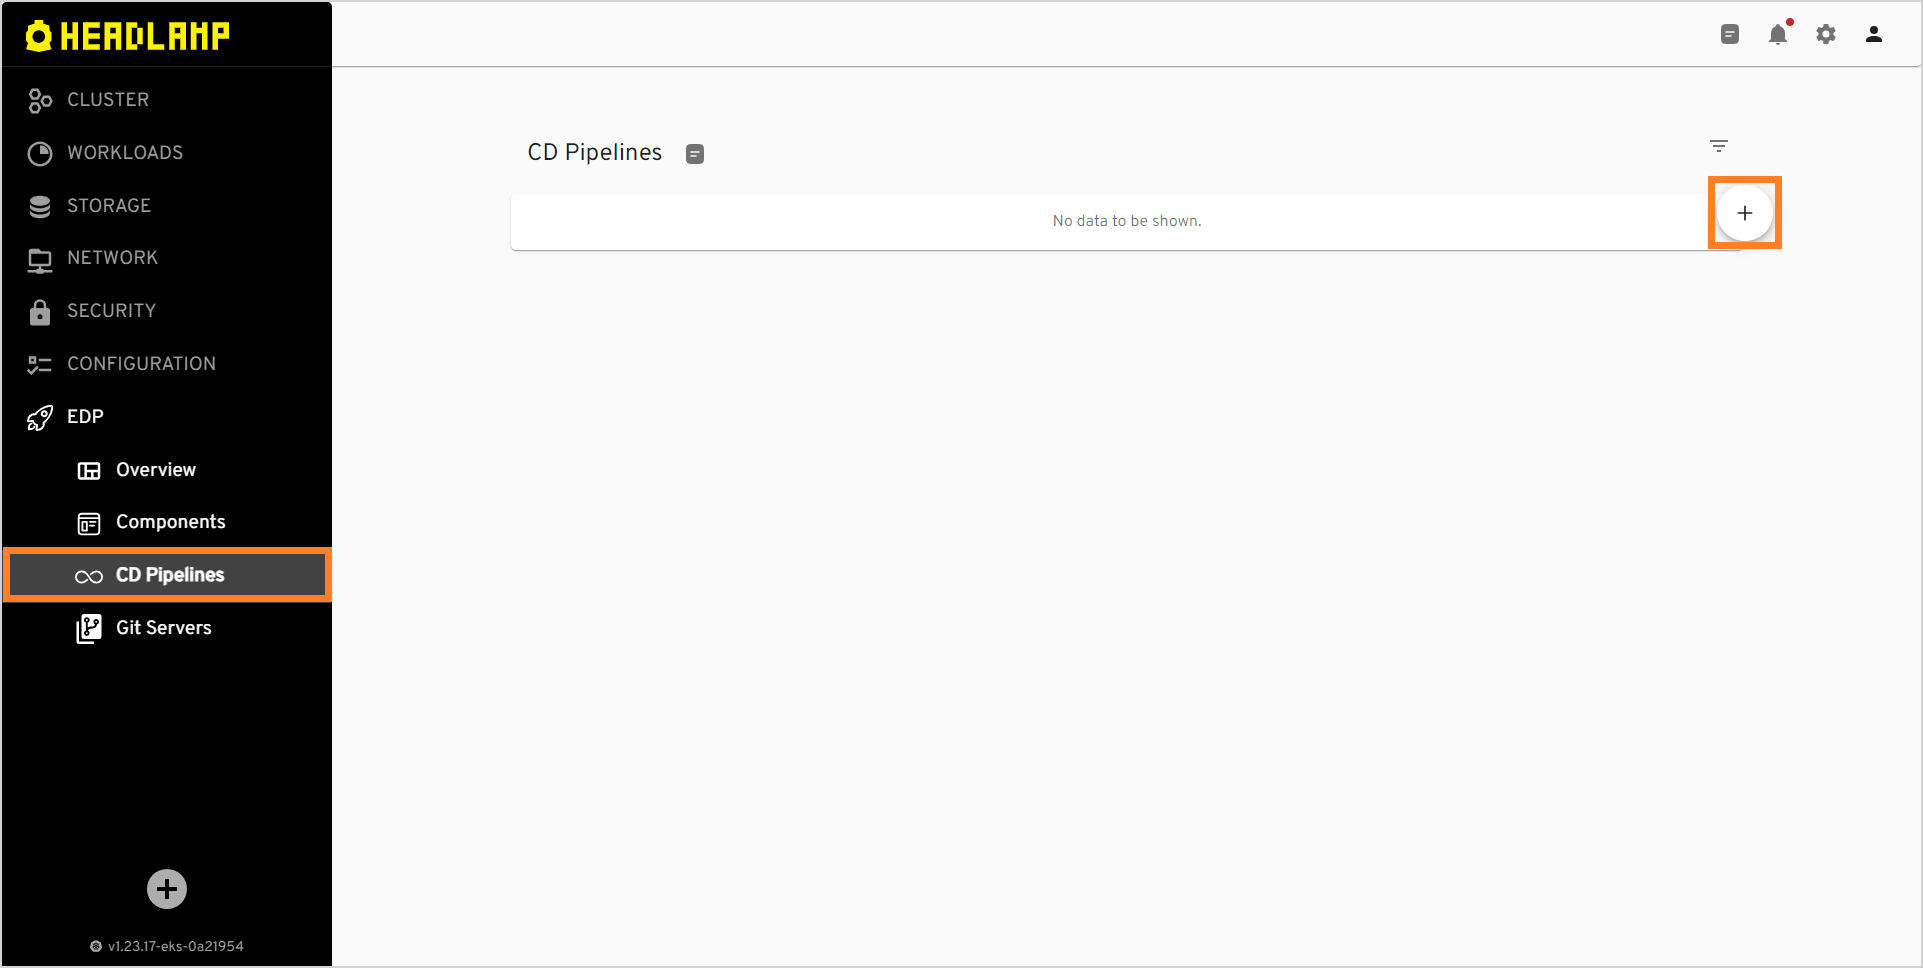 HEADLAMP
CLUSTER
WORKLOADS
STORAGE
NETWORK
SECURITY
CONFIGURATION
EDP
Overview
Components
CD Pipelines
Git Servers
v1.23.17-eks-0a21954
CD Pipelines
No data to be shown.